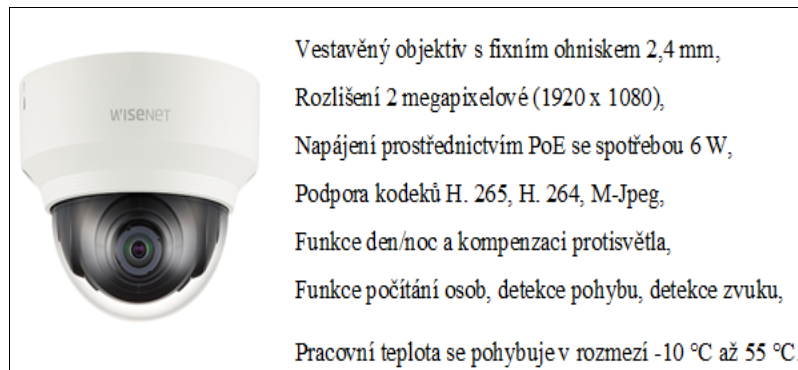 WISENET
Vestavěný objektiv s fixním ohniskem 2,4 mm,
Rozlišení 2 megapixelové (1920 x 1080),
Napájení prostřednictvím PoE se spotřebou 6 W,
Podpora kodeků H. 265, H. 264, M-Jpeg,
Funkce den/noc a kompenzaci protisvětla,
Funkce počítání osob, detekce pohybu, detekce zvuku,
Pracovní teplota se pohybuje v rozmezí -10 °C až 55 °C.